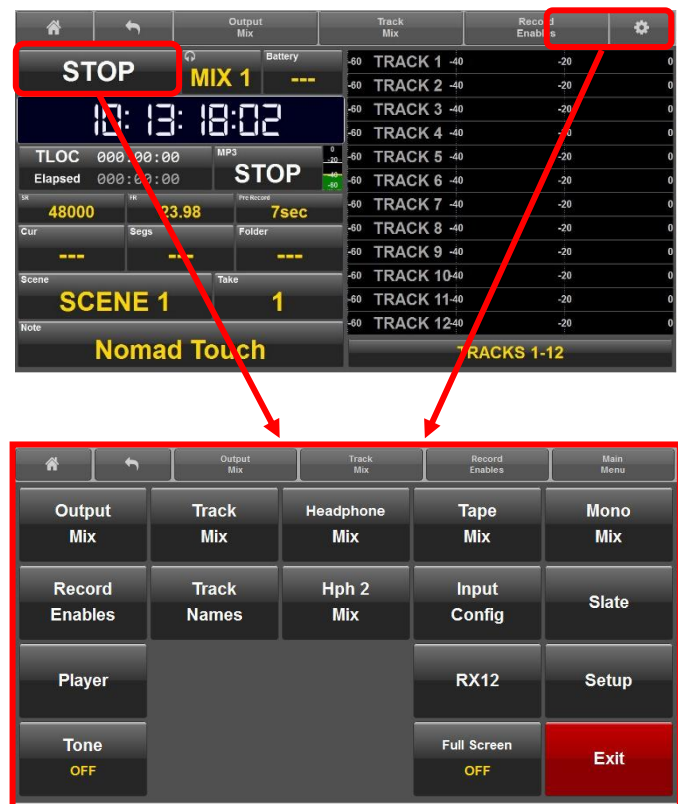 Output
Mix
Track
Mix
Record
Enables
STOP
MIX 1
Battery
---
10:13:18:02
TLOC 000:00:00
Elapsed 000:00:00
MP3
STOP
0
-20
-40
-60
SR
48000
FR
23.98
Pre Record
7sec
Cur
---
Segs
---
Folder
---
Scene
SCENE 1
Take
1
Note
Nomad Touch
-60 TRACK 1 -40 -20 0
-60 TRACK 2 -40 -20 0
-60 TRACK 3 -40 -20 0
-60 TRACK 4 -40 -20 0
-60 TRACK 5 -40 -20 0
-60 TRACK 6 -40 -20 0
-60 TRACK 7 -40 -20 0
-60 TRACK 8 -40 -20 0
-60 TRACK 9 -40 -20 0
-60 TRACK 10 -40 -20 0
-60 TRACK 11 -40 -20 0
-60 TRACK 12 -40 -20 0
TRACKS 1-12
Output
Mix
Track
Mix
Record
Enables
Main
Menu
Output
Mix
Track
Mix
Headphone
Mix
Tape
Mix
Mono
Mix
Record
Enables
Track
Names
Hph 2
Mix
Input
Config
Slate
Player
RX12
Setup
Tone
OFF
Full Screen
OFF
Exit